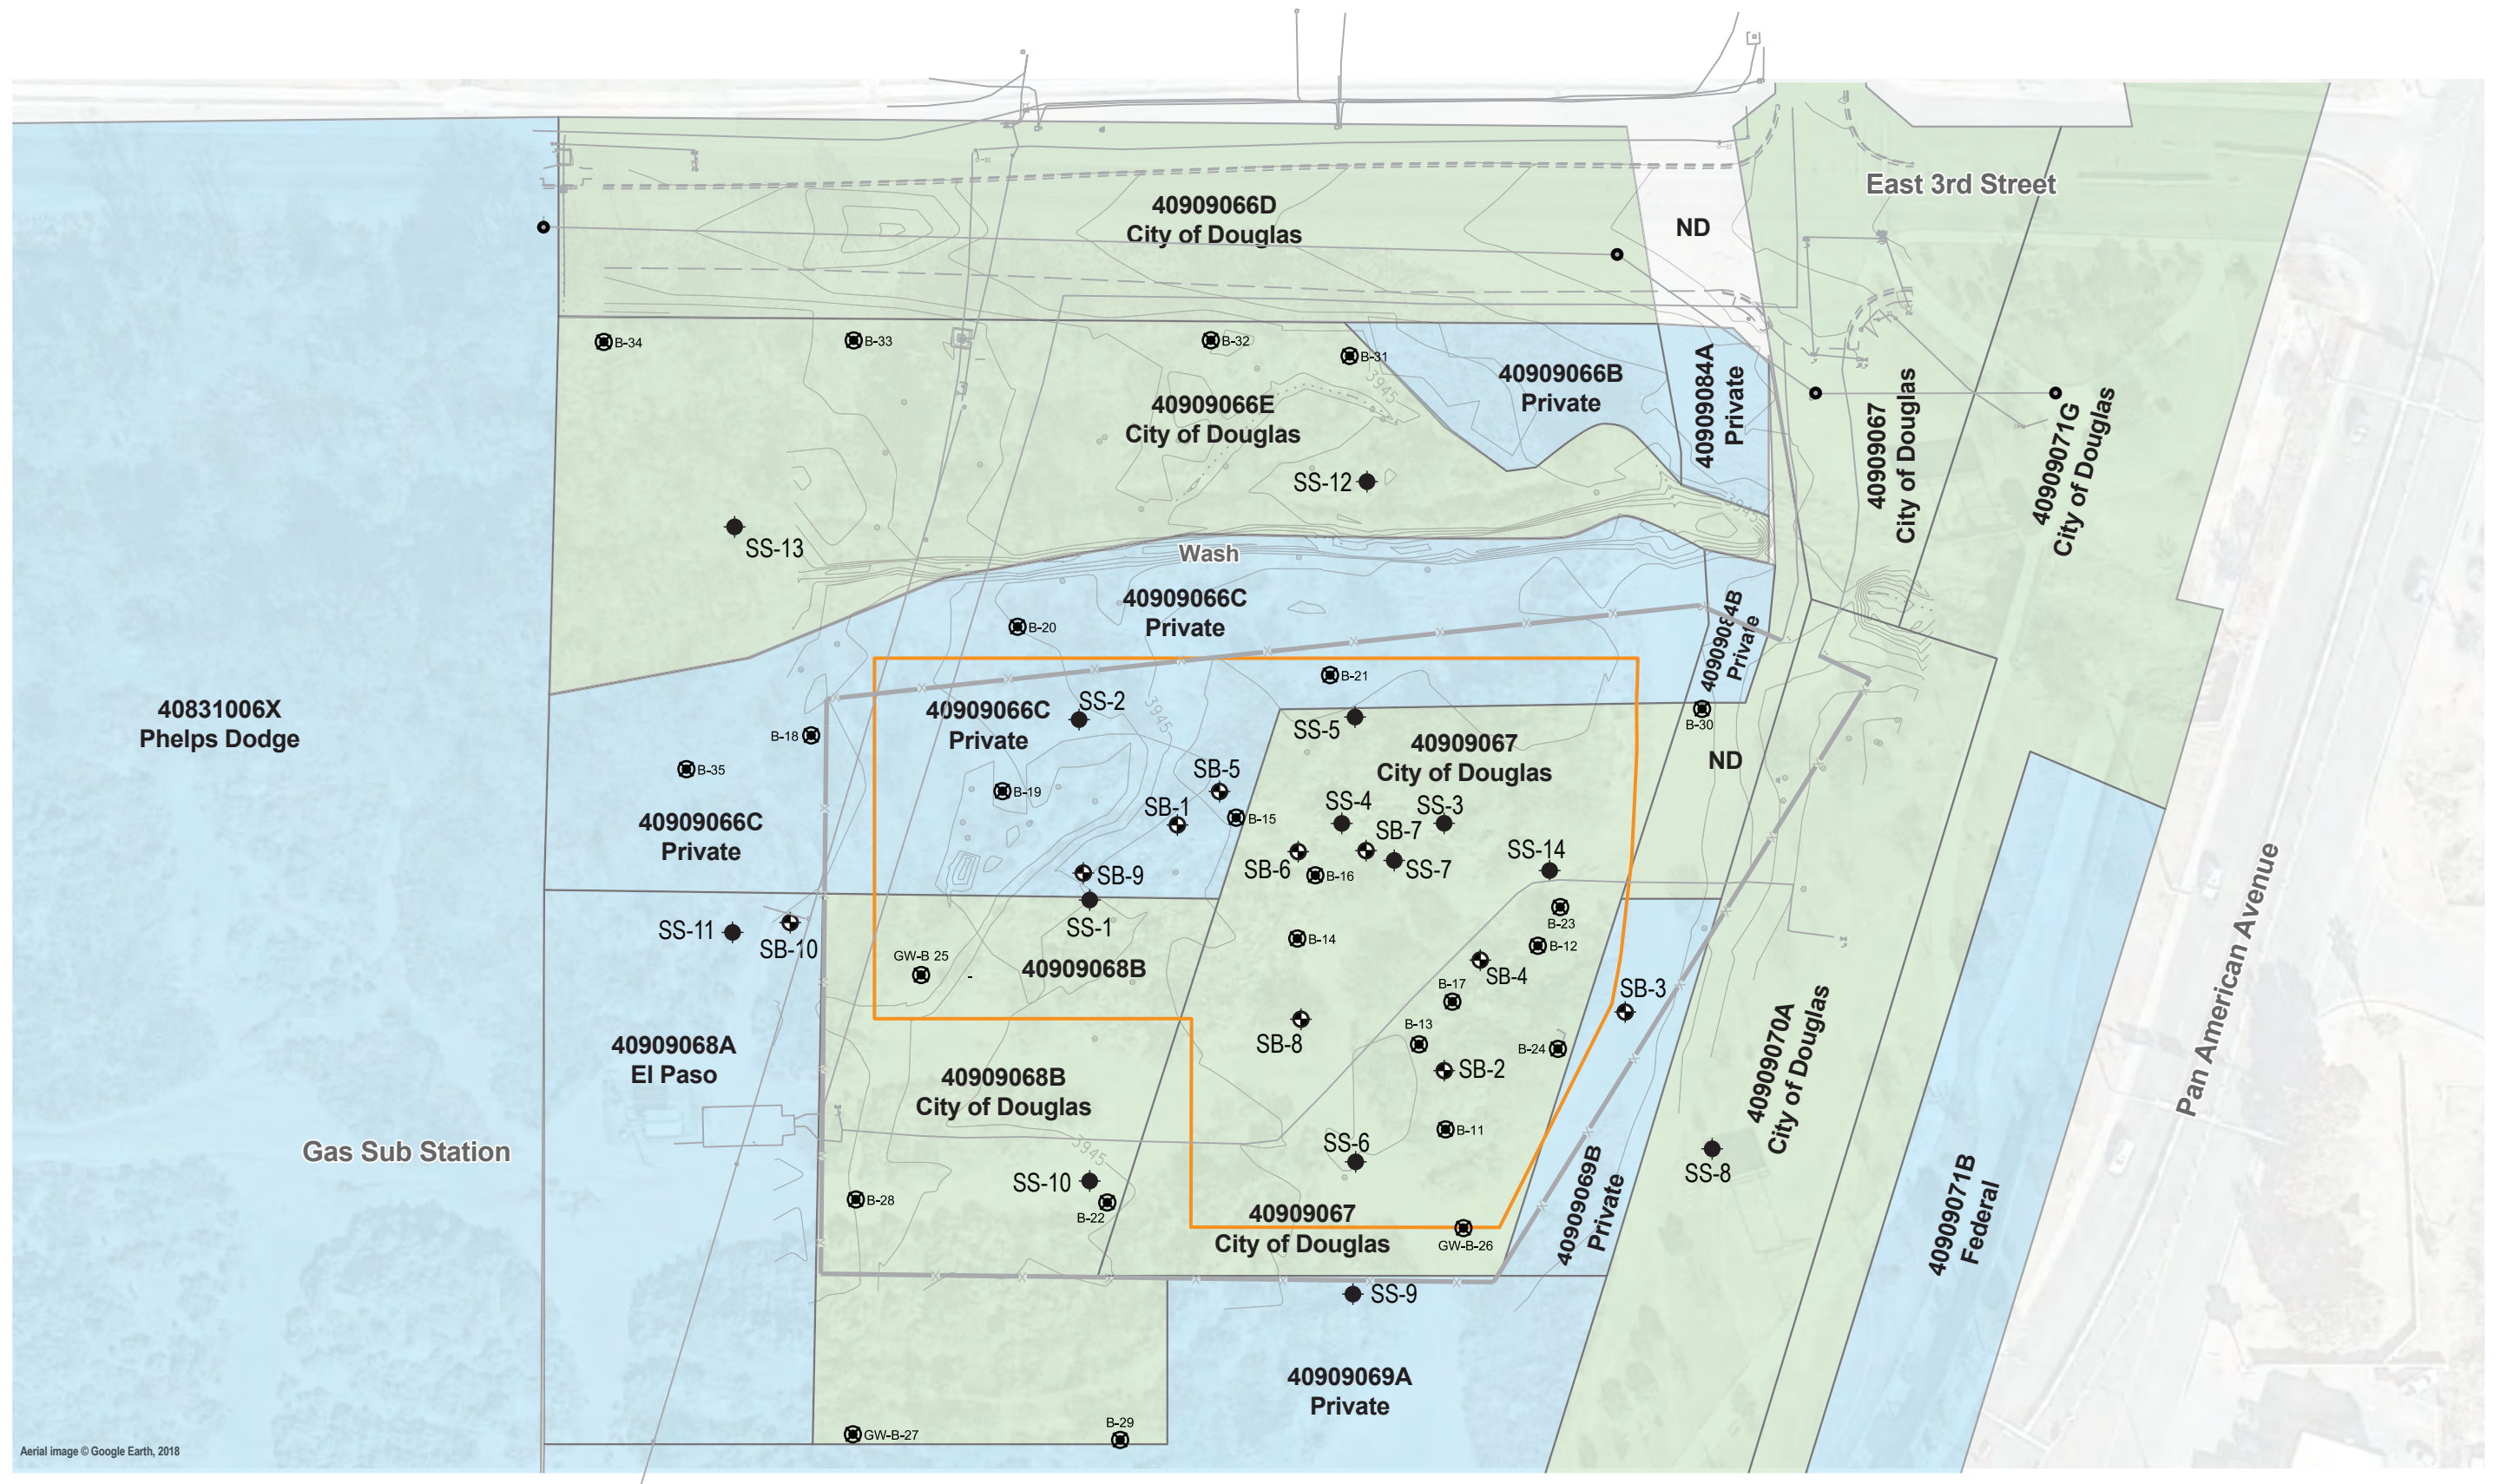 East 3rd Street
40909066D
City of Douglas
ND
B-34
B-33
B-32
B-31
3945
40909066B
Private
40909084A
Private
40909066E
City of Douglas
40909067
City of Douglas
40909071G
City of Douglas
SS-12
3945
SS-13
Wash
40909066C
Private
40909084B
Private
B-20
B-21
40831006X
Phelps Dodge
40909066C
Private
SS-2
3945
SS-5
B-30
B-18
40909067
City of Douglas
ND
B-35
SB-5
B-19
SB-1
B-15
SS-4
SS-3
40909066C
Private
SB-7
SB-6
SS-7
SS-14
B-16
SB-9
SS-1
SS-11
SB-10
B-23
B-14
B-12
GW-B 25
-
40909068B
SB-4
B-17
SB-3
SB-8
B-13
40909068A
El Paso
B-24
SB-2
40909068B
City of Douglas
40909070A
City of Douglas
Pan American Avenue
B-11
3945
SS-6
Gas Sub Station
SS-10
SS-8
B-28
B-22
40909069B
Private
40909071B
Federal
40909067
City of Douglas
GW-B-26
SS-9
40909069A
Private
B-29
GW-B-27
Aerial image © Google Earth, 2018